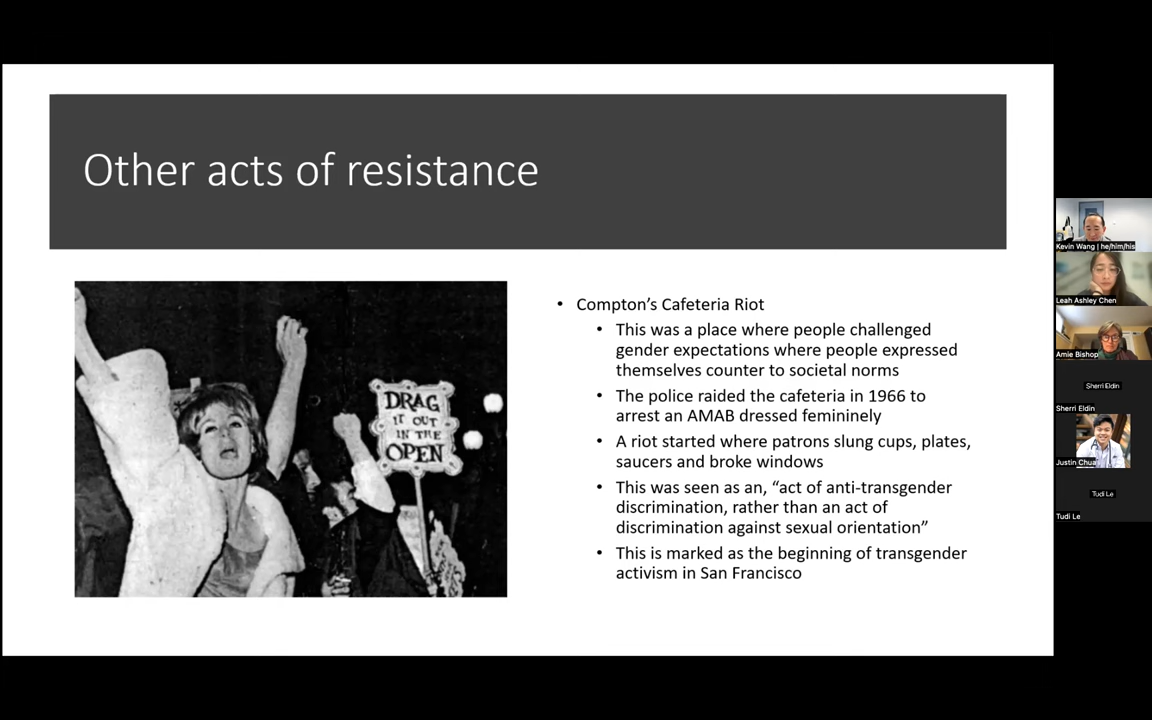 Other acts of resistance
DRAG
IT OUT
IN THE
OPEN
• Compton’s Cafeteria Riot
• This was a place where people challenged
gender expectations where people expressed
themselves counter to societal norms
• The police raided the cafeteria in 1966 to
arrest an AMAB dressed femininely
• A riot started where patrons slung cups, plates,
saucers and broke windows
• This was seen as an, “act of anti-transgender
discrimination, rather than an act of
discrimination against sexual orientation”
• This is marked as the beginning of transgender
activism in San Francisco
Kevin Wang | he/him/his
Leah Ashley Chen
Amie Bishop
Sherri Eldin
Sherri Eldin
Justin Chua
Tudi Le
Tudi Le